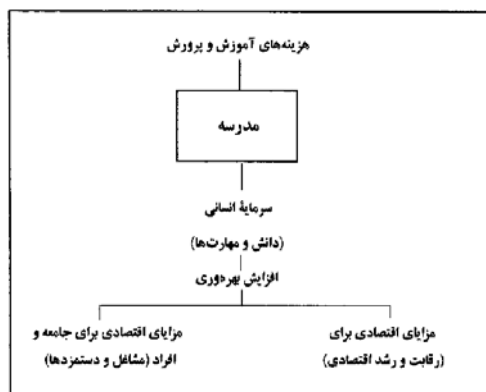 هزینه‌های آموزش و پرورش
مدرسه
سرمایهٔ انسانی
(دانش و مهارت‌ها)
افزایش بهره‌وری
مزایای اقتصادی برای
(رقابت و رشد اقتصادی)
مزایای اقتصادی برای جامعه و
افراد (مشاغل و دستمزدها)